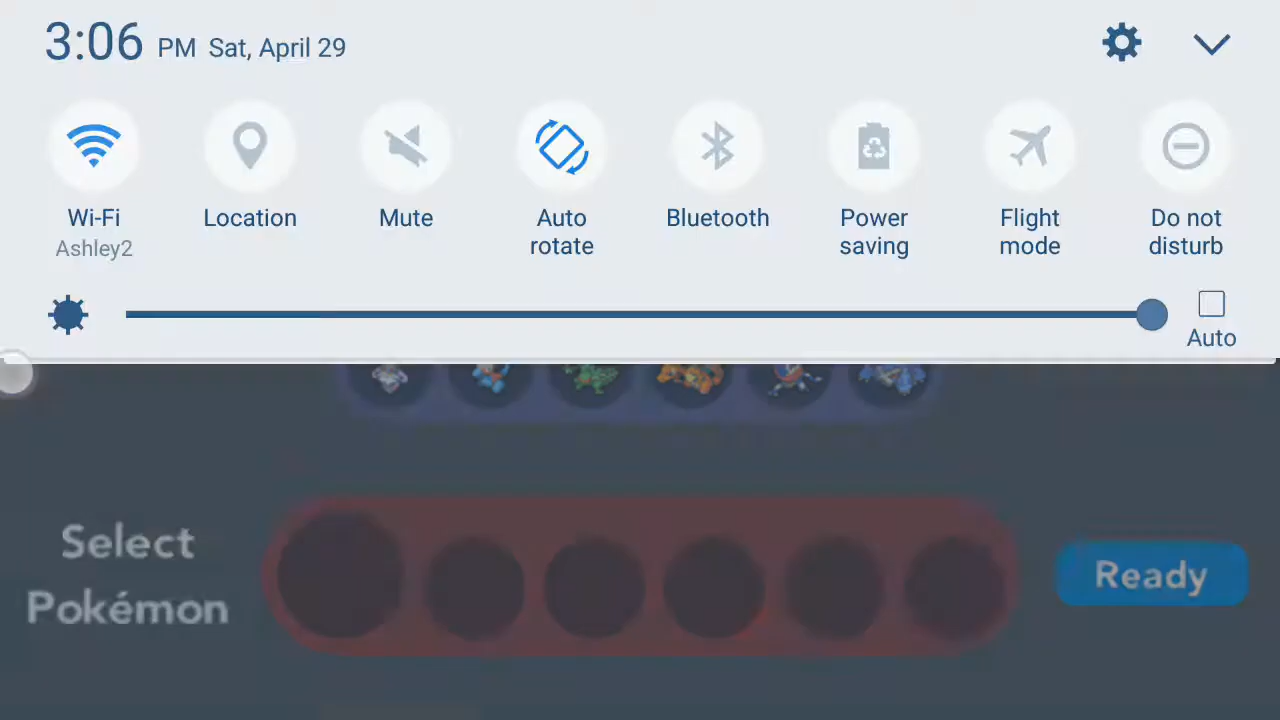 3:06 PM Sat, April 29
Wi-Fi
Ashley2
Location
Mute
Auto
rotate
Bluetooth
Power
saving
Flight
mode
Do not
disturb
Auto
Select
Pokémon
Ready